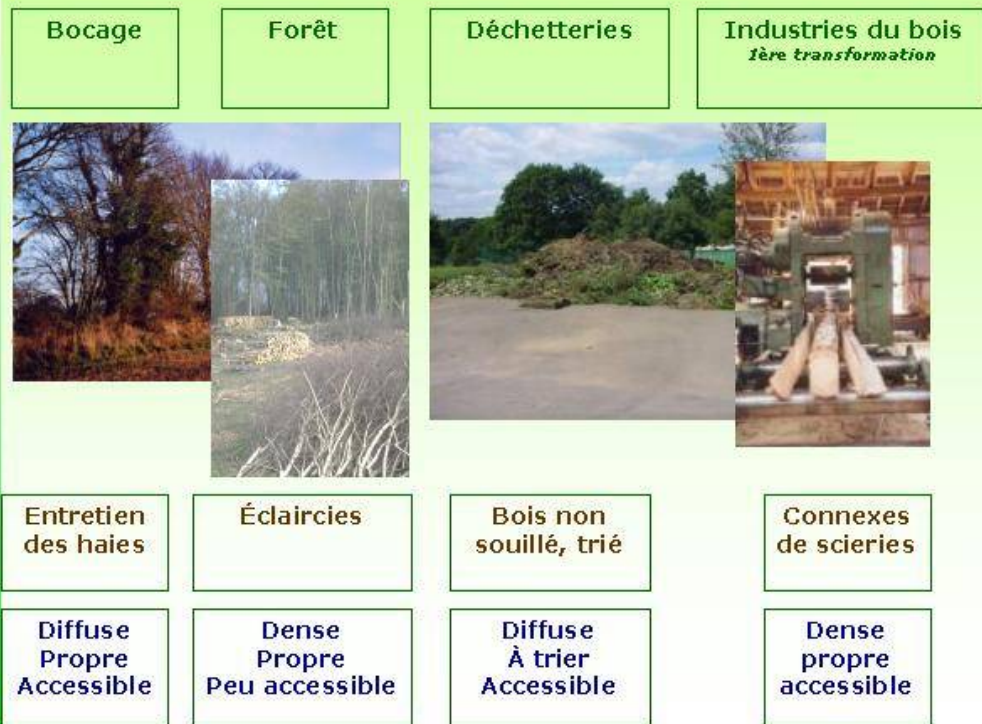 Bocage
Forêt
Déchetteries
Industries du bois
1ère transformation
Entretien
des haies
Éclaircies
Bois non
souillé, trié
Connexes
de scieries
Diffuse
Propre
Accessible
Dense
Propre
Peu accessible
Diffuse
À trier
Accessible
Dense
propre
accessible